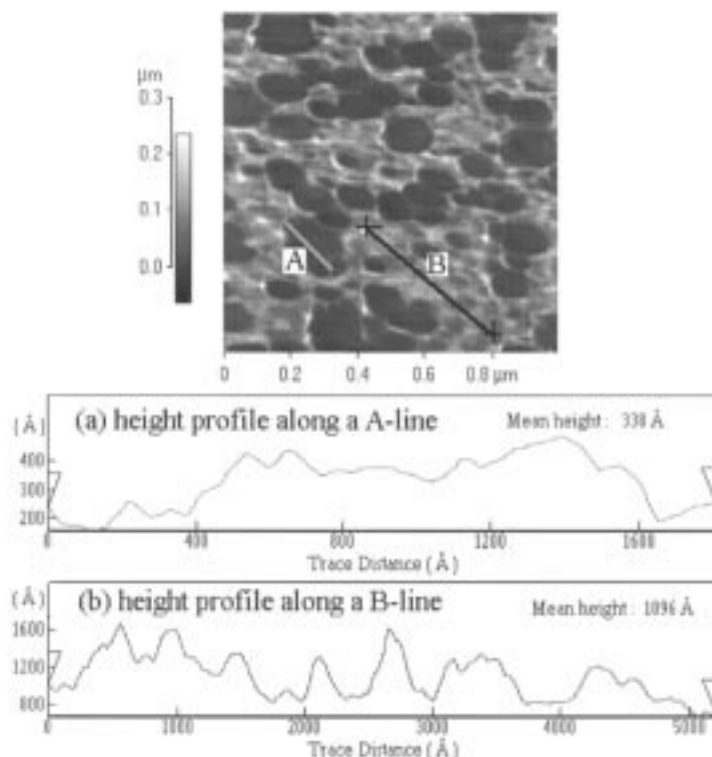 μm
0.3
0.2
0.1
0.0
A
B
0 0.2 0.4 0.6 0.8 μm
(a) height profile along a A-line
Mean height : 338 Å
[Å]
400
300
200
0 400 800 1200 1600
Trace Distance (Å)
(b) height profile along a B-line
Mean height : 1096 Å
(Å)
1600
1200
800
0 1000 2000 3000 4000 5000
Trace Distance (Å)